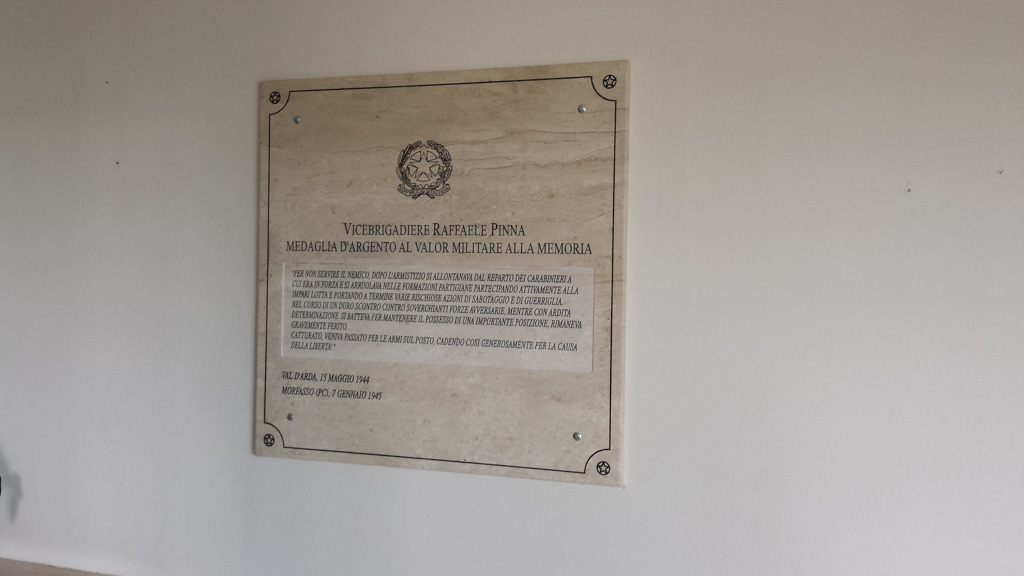 VICEBRIGADIERE RAFFAELE PINNA
MEDAGLIA D'ARGENTO AL VALOR MILITARE ALLA MEMORIA
"PER NON SERVIRE IL NEMICO, DOPO L'ARMISTIZIO SI ALLONTANAVA DAL REPARTO DEI CARABINIERI A
CUI ERA IN FORZA E SI ARRUOLAVA NELLE FORMAZIONI PARTIGIANE PARTECIPANDO ATTIVAMENTE ALLA
IMPARI LOTTA E PORTANDO A TERMINE VARIE RISCHIOSE AZIONI DI SABOTAGGIO E DI GUERRIGLIA.
NEL CORSO DI UN DURO SCONTRO CONTRO SOVERCHIANTI FORZE AVVERSARIE, MENTRE CON ARDITA
DETERMINAZIONE SI BATTEVA PER MANTENERE IL POSSESSO DI UNA IMPORTANTE POSIZIONE, RIMANEVA
GRAVEMENTE FERITO.
CATTURATO, VENIVA PASSATO PER LE ARMI SUL POSTO, CADENDO COSÌ GENEROSAMENTE PER LA CAUSA
DELLA LIBERTÀ."
VAL D'ARDA, 15 MAGGIO 1944
MORFASSO (PC), 7 GENNAIO 1945